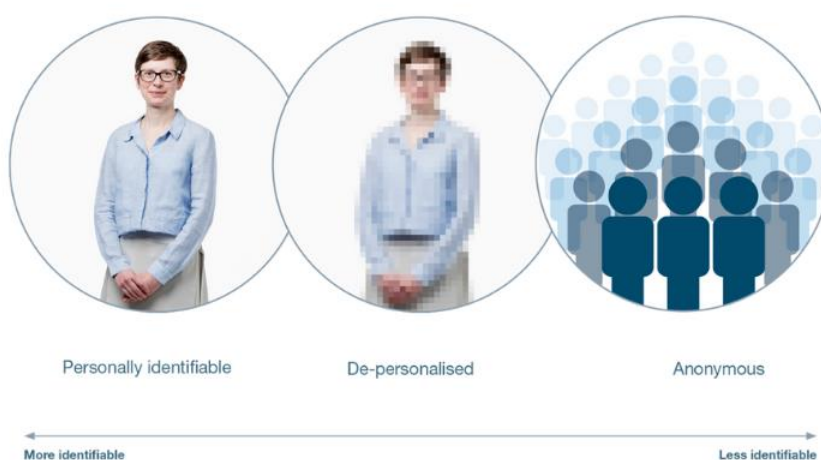 Personally identifiable
De-personalised
Anonymous
More identifiable
Less identifiable